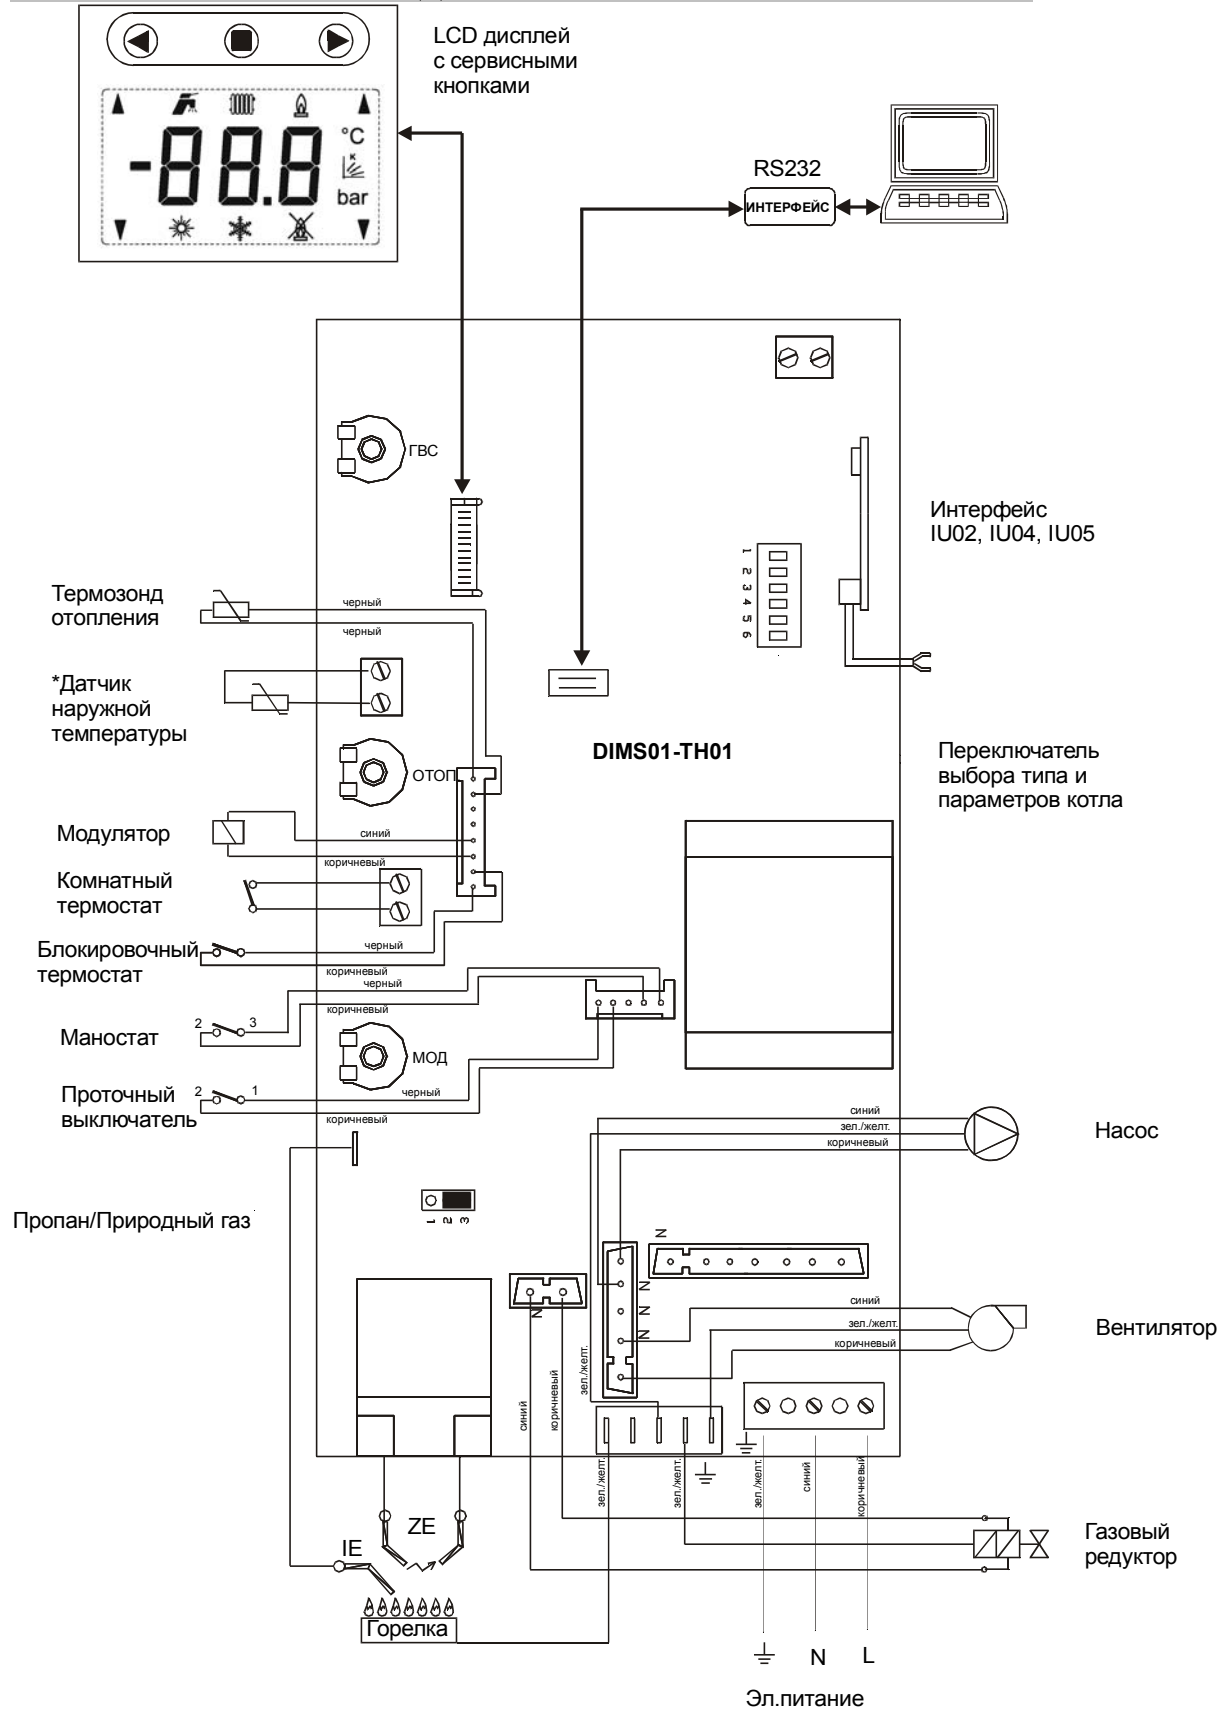 LCD дисплей
с сервисными
кнопками
-88.8
°C
K
bar
RS232
ИНТЕРФЕЙС
ГВС
Интерфейс
IU02, IU04, IU05
1
2
3
4
5
6
Термозонд
отопления
черный
черный
*Датчик
наружной
температуры
DIMS01-TH01
Переключатель
выбора типа и
параметров котла
ОТОП
Модулятор
синий
коричневый
Комнатный
термостат
Блокировочный
термостат
черный
коричневый
черный
коричневый
Маностат
2
3
МОД
Проточный
выключатель
2
1
черный
коричневый
синий
зел./желт.
коричневый
Насос
Пропан/Природный газ
1 2 3
N
N
N
N
N
синий
зел./желт.
коричневый
Вентилятор
синий
коричневый
зел./желт.
зел./желт.
зел./желт.
зел./желт.
синий
коричневый
ZE
IE
Горелка
Газовый
редуктор
N
L
Эл.питание